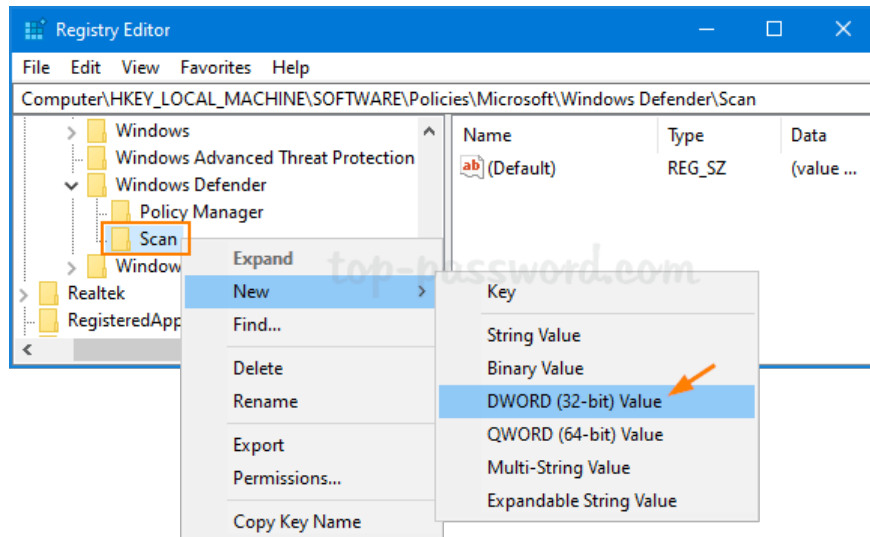 Registry Editor
File Edit View Favorites Help
Computer\HKEY_LOCAL_MACHINE\SOFTWARE\Policies\Microsoft\Windows Defender\Scan
Windows
Windows Advanced Threat Protection
Windows Defender
Policy Manager
Scan
Window
Realtek
RegisteredApp
Name Type Data
ab (Default) REG_SZ (value ...
top-password.com
Expand
New
Find...
Delete
Rename
Export
Permissions...
Copy Key Name
Key
String Value
Binary Value
DWORD (32-bit) Value
QWORD (64-bit) Value
Multi-String Value
Expandable String Value